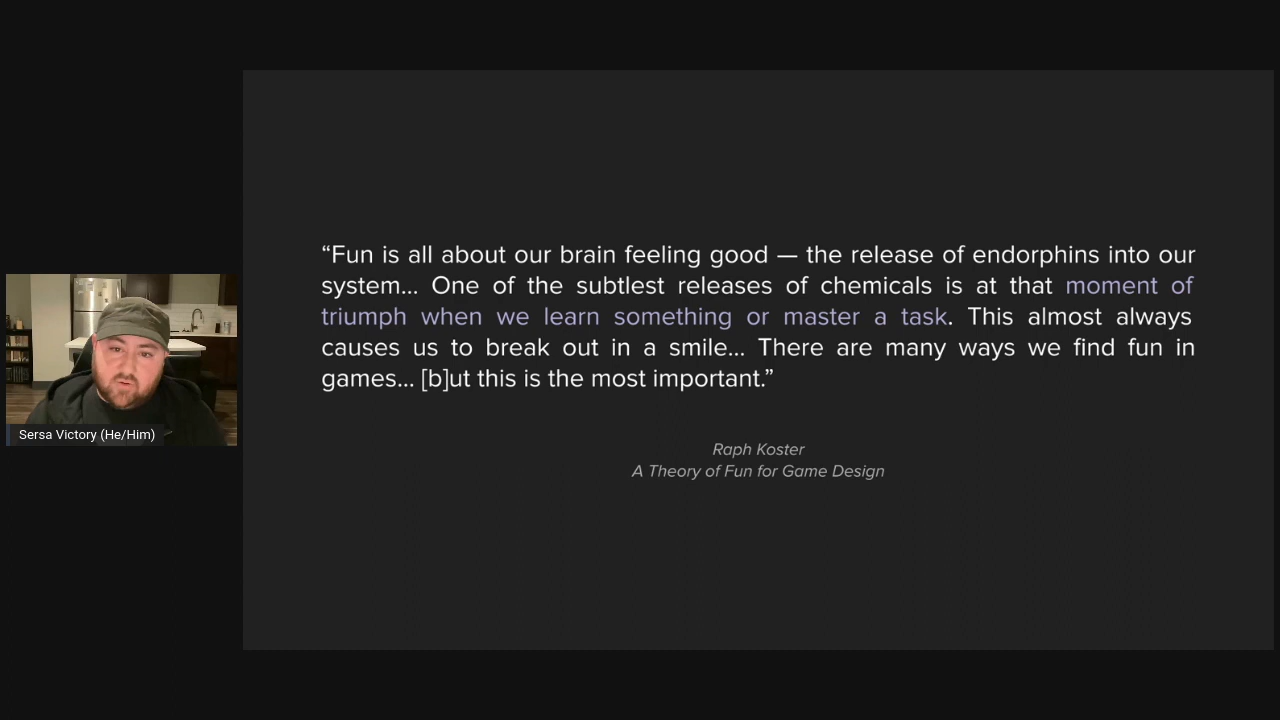 “Fun is all about our brain feeling good — the release of endorphins into our
system... One of the subtlest releases of chemicals is at that moment of
triumph when we learn something or master a task. This almost always
causes us to break out in a smile... There are many ways we find fun in
games... [b]ut this is the most important.”
Raph Koster
A Theory of Fun for Game Design
Sersa Victory (He/Him)